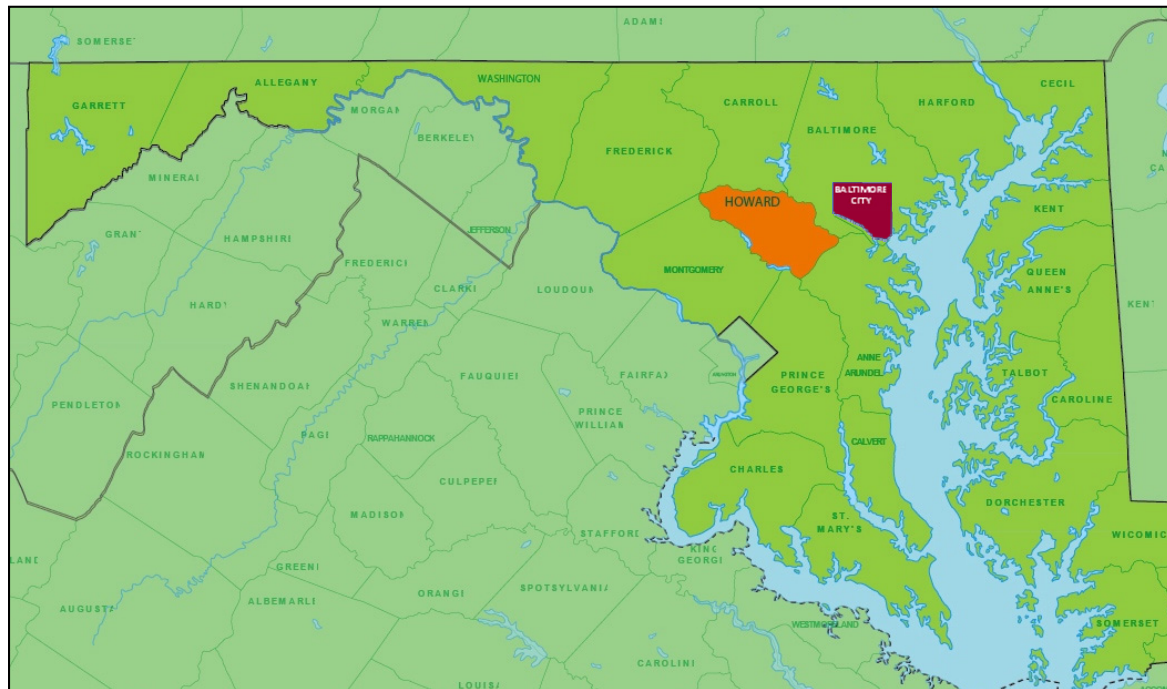 ADAMS
SOMERSET
CECIL
WASHINGTON
ALLEGANY
GARRETT
CARROLL
HARFORD
MORGAN
BALTIMORE
BERKELEY
FREDERICK
MINERAL
BALTIMORE
CITY
HOWARD
KENT
GRANT
HAMPSHIRE
JEFFERSON
FREDERICK
MONTGOMERY
QUEEN
ANNE'S
CLARKE
LOUDOUN
HARDY
KENT
WARREN
ANNE
ARUNDEL
FAUQUIER
FAIRFAX
PRINCE
GEORGE'S
TALBOT
SHENANDOAH
CAROLINE
PENDLETON
PRINCE
WILLIAM
PAGE
RAPPAHANNOCK
CALVERT
ROCKINGHAM
CHARLES
CULPEPER
DORCHESTER
MADISON
ST.
MARY'S
STAFFORD
WICOMIC
KING
GEORGE
LAND
GREENE
SPOTSYLVANIA
ORANGE
ALBEMARLE
AUGUSTA
WESTMORELAND
SOMERSET
CAROLINE
LOUISA